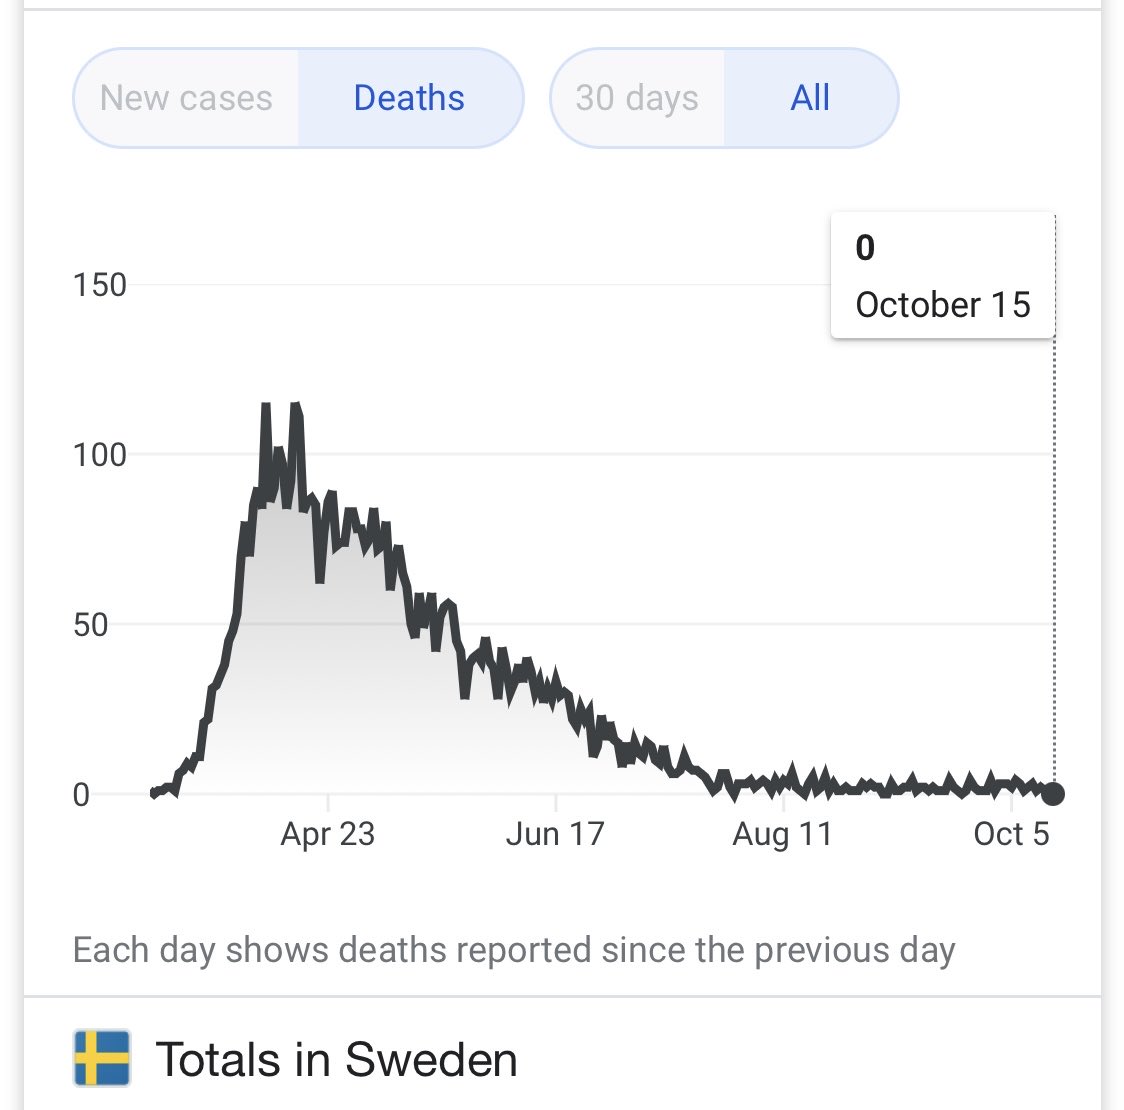 New cases Deaths 30 days All
0
October 15
150
100
50
0
Apr 23 Jun 17 Aug 11 Oct 5
Each day shows deaths reported since the previous day
Totals in Sweden